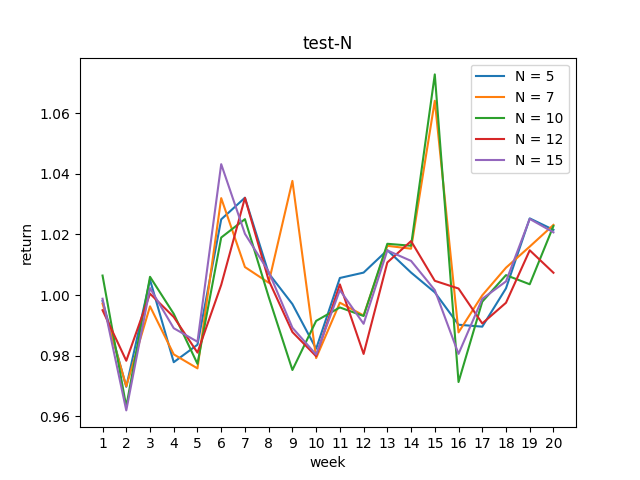 test-N
N = 5
N = 7
N = 10
N = 12
N = 15
return
1.06
1.04
1.02
1.00
0.98
0.96
1 2 3 4 5 6 7 8 9 10 11 12 13 14 15 16 17 18 19 20
week